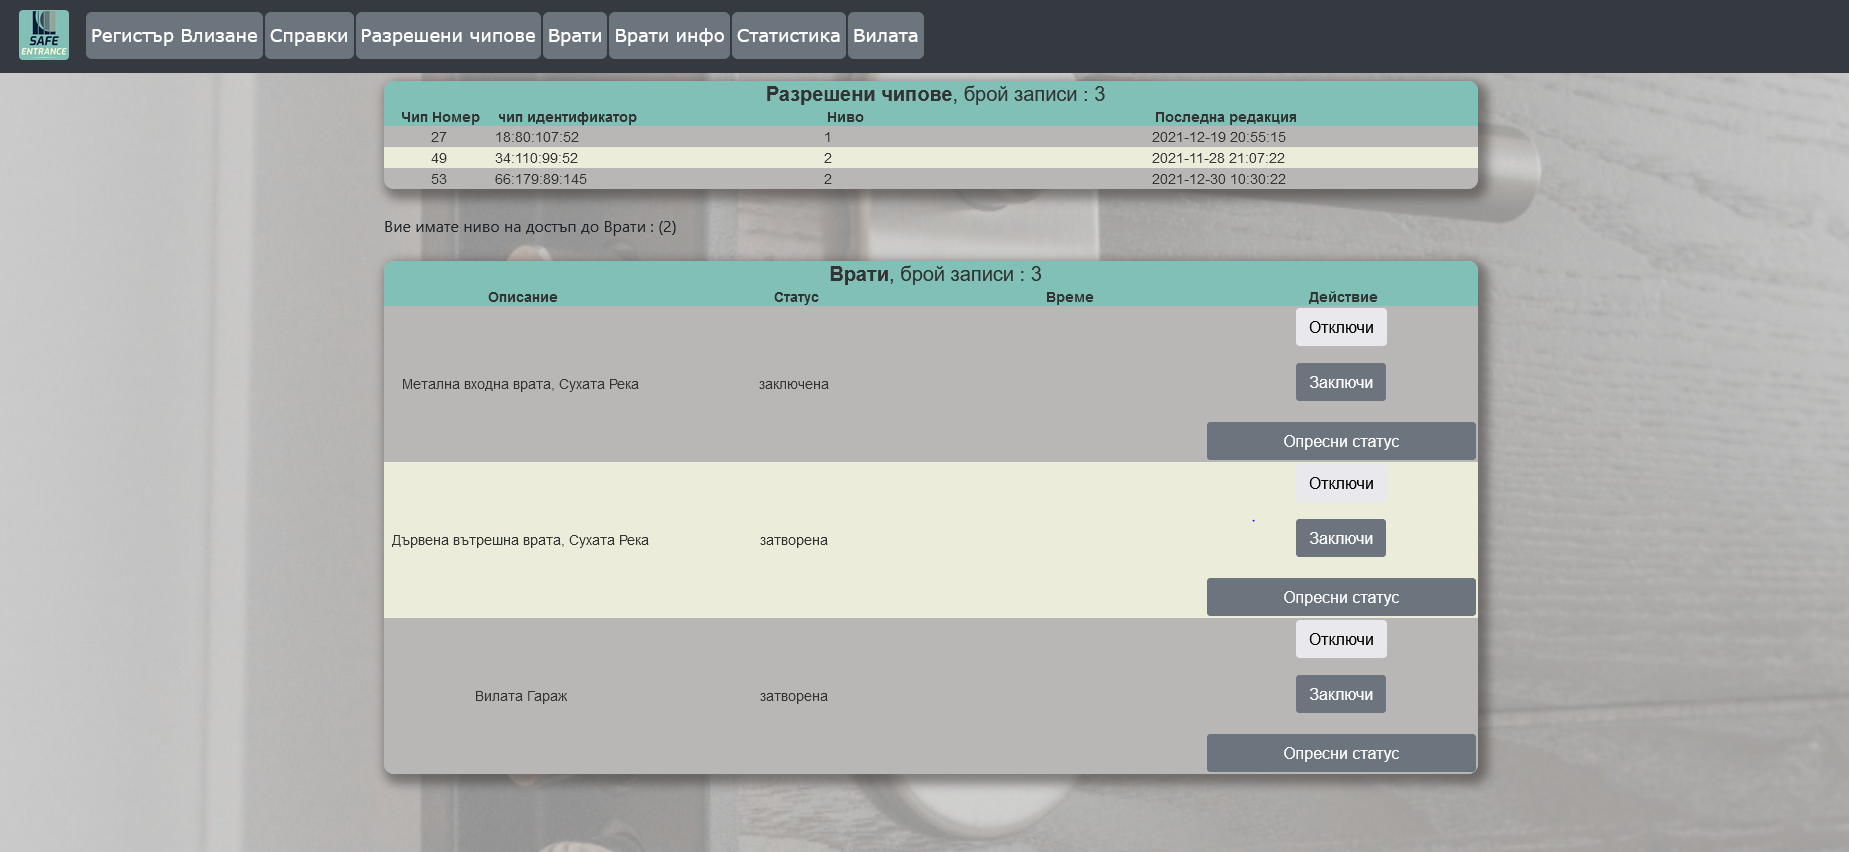 SAFE
ENTRANCE
Регистър Влизане Справки Разрешени чипове Врати Врати инфо Статистика Вилата
Разрешени чипове, брой записи : 3
Чип Номер чип идентификатор Ниво Последна редакция
27 18:80:107:52 1 2021-12-19 20:55:15
49 34:110:99:52 2 2021-11-28 21:07:22
53 66:179:89:145 2 2021-12-30 10:30:22
Вие имате ниво на достъп до Врати : (2)
Врати, брой записи : 3
Описание Статус Време Действие
Отключи
Метална входна врата, Сухата Река заключена Заключи
Опресни статус
Отключи
Дървена вътрешна врата, Сухата Река затворена Заключи
Опресни статус
Отключи
Вилата Гараж затворена Заключи
Опресни статус